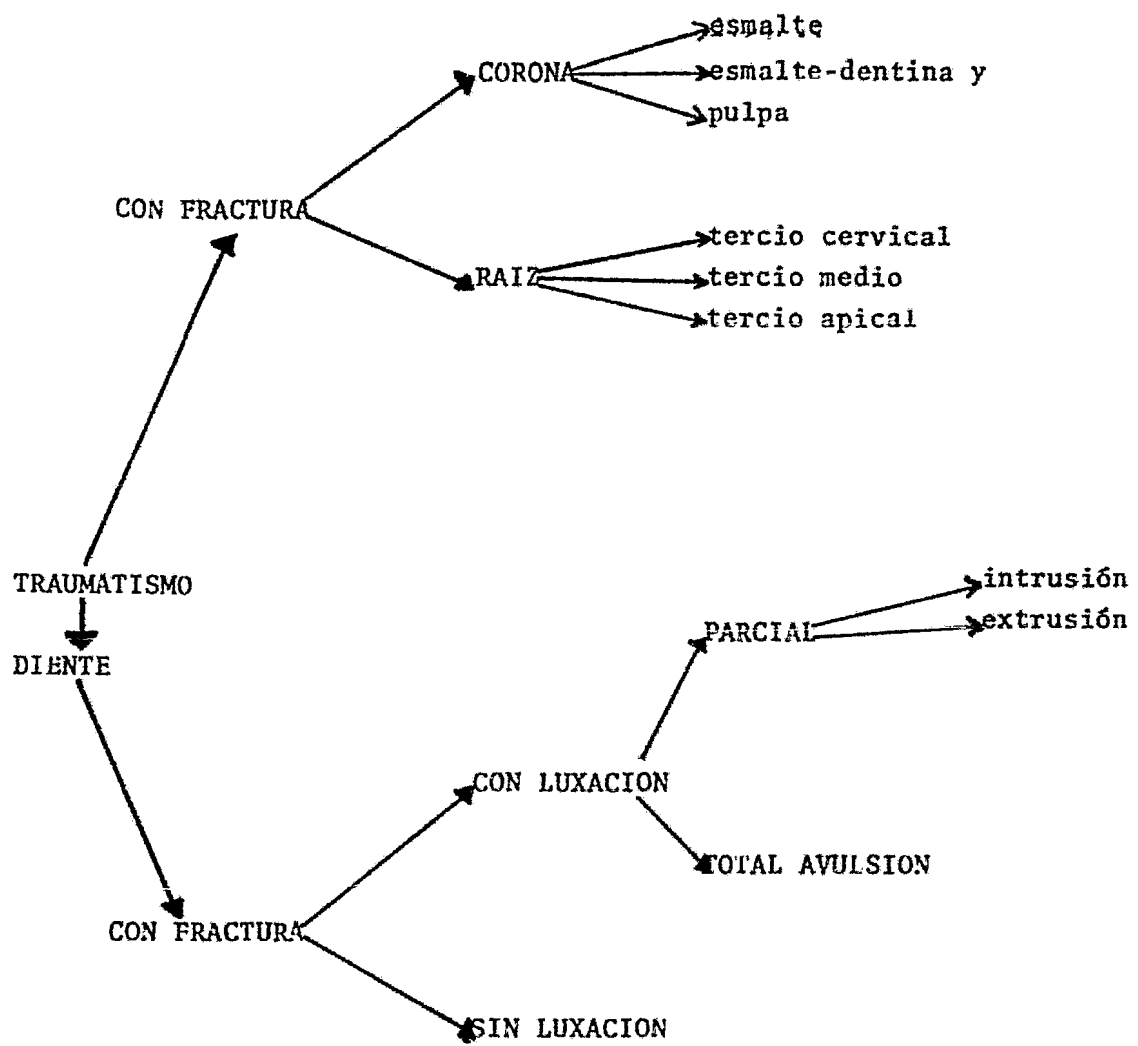 esmalte
CORONA
esmalte-dentina y
pulpa
CON FRACTURA
tercio cervical
RAIZ
tercio medio
tercio apical
TRAUMATISMO
intrusión
extrusión
PARCIAL
DIENTE
CON LUXACION
TOTAL AVULSION
CON FRACTURA
SIN LUXACION